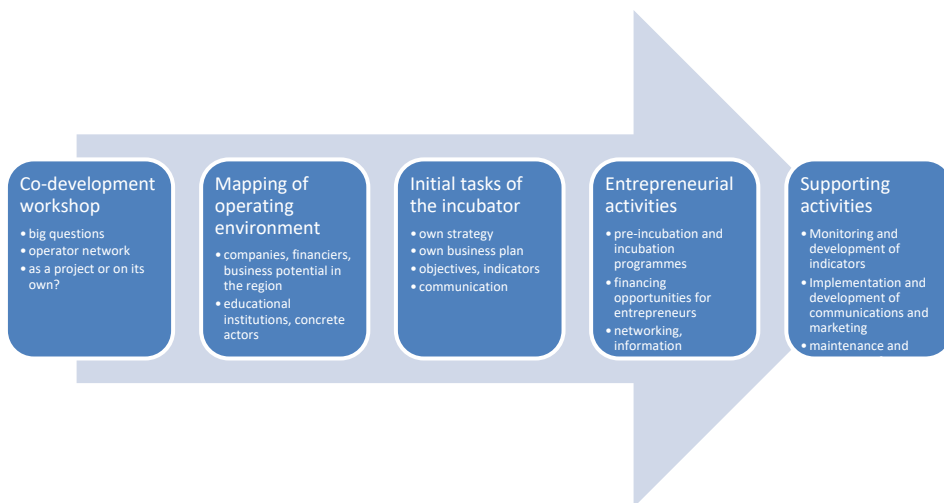 Co-development
workshop
• big questions
• operator network
• as a project or on its
own?
Mapping of
operating
environment
• companies, financiers,
business potential in
the region
• educational
institutions, concrete
actors
Initial tasks of
the incubator
• own strategy
• own business plan
• objectives, indicators
• communication
Entrepreneurial
activities
• pre-incubation and
incubation
programmes
• financing
opportunities for
entrepreneurs
• networking,
information
Supporting
activities
• Monitoring and
development of
indicators
• Implementation and
development of
communications and
marketing
• maintenance and